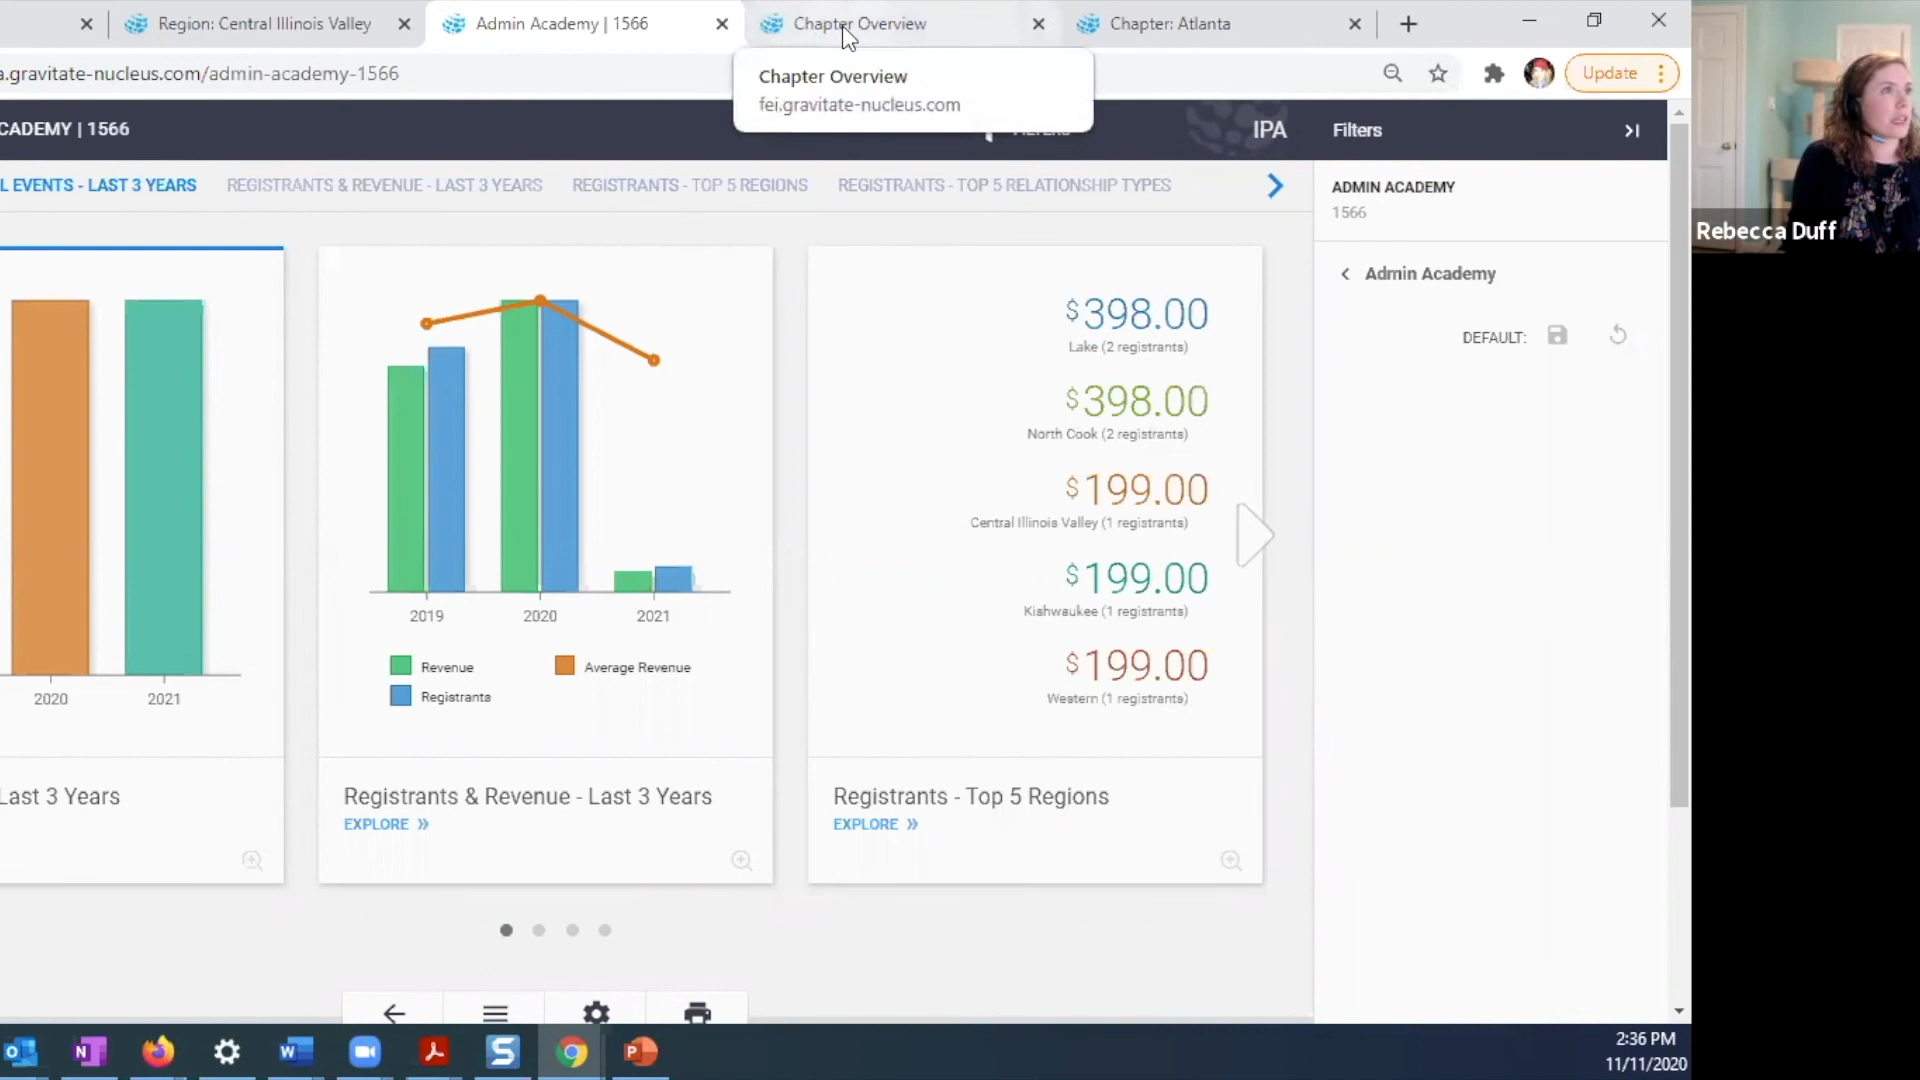 Region: Central Illinois Valley
Admin Academy | 1566
Chapter Overview
Chapter: Atlanta
a.gravitate-nucleus.com/admin-academy-1566
Update
Chapter Overview
fei.gravitate-nucleus.com
CADEMY | 1566
FILTERS
IPA
Filters
L EVENTS - LAST 3 YEARS
REGISTRANTS & REVENUE - LAST 3 YEARS
REGISTRANTS - TOP 5 REGIONS
REGISTRANTS - TOP 5 RELATIONSHIP TYPES
ADMIN ACADEMY
1566
Admin Academy
DEFAULT:
Rebecca Duff
2020
2021
Last 3 Years
2019
2020
2021
Revenue
Average Revenue
Registrants
Registrants & Revenue - Last 3 Years
EXPLORE »
$398.00
Lake (2 registrants)
$398.00
North Cook (2 registrants)
$199.00
Central Illinois Valley (1 registrants)
$199.00
Kishwaukee (1 registrants)
$199.00
Western (1 registrants)
Registrants - Top 5 Regions
EXPLORE »
2:36 PM
11/11/2020